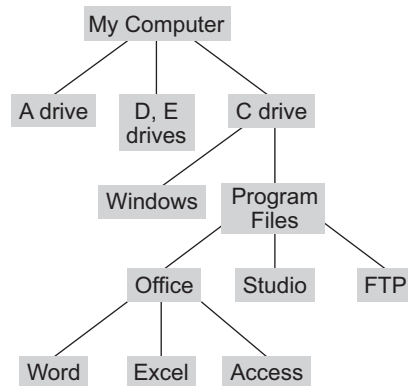 My Computer
A drive
D, E
drives
C drive
Windows
Program
Files
Office
Studio
FTP
Word
Excel
Access